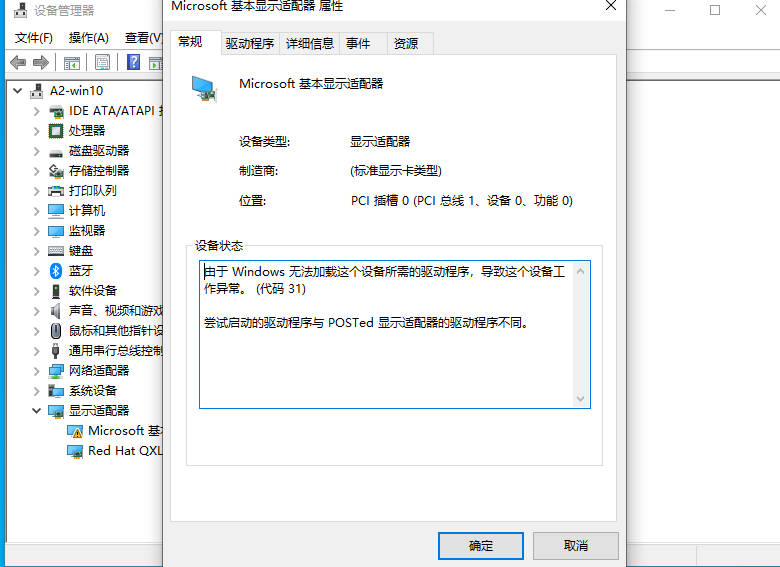 设备管理器
文件(F) 操作(A) 查看(V)
A2-win10
IDE ATA/ATAPI
处理器
磁盘驱动器
存储控制器
打印队列
计算机
监视器
键盘
蓝牙
软件设备
声音、视频和游戏
鼠标和其他指针设
通用串行总线控制
网络适配器
系统设备
显示适配器
Microsoft 基本
Red Hat QXL
Microsoft 基本显示适配器 属性
常规 驱动程序 详细信息 事件 资源
Microsoft 基本显示适配器
设备类型: 显示适配器
制造商: (标准显示卡类型)
位置: PCI 插槽 0 (PCI 总线 1、设备 0、功能 0)
设备状态
由于 Windows 无法加载这个设备所需的驱动程序，导致这个设备工
作异常。 (代码 31)
尝试启动的驱动程序与 POSTed 显示适配器的驱动程序不同。
确定 取消